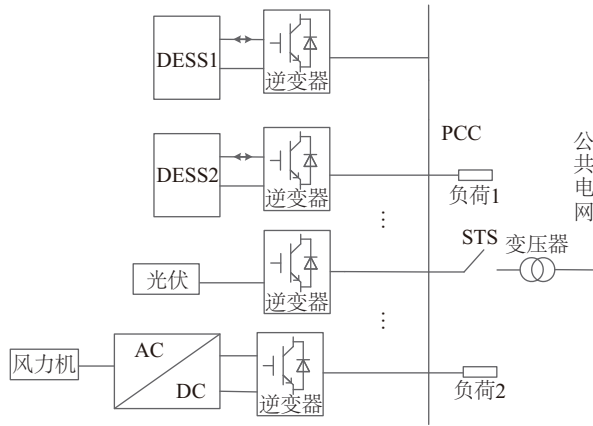 DESS1
逆变器
PCC
DESS2
逆变器
负荷1
公共电网
⋮
STS
变压器
光伏
逆变器
⋮
风力机
AC
DC
逆变器
负荷2